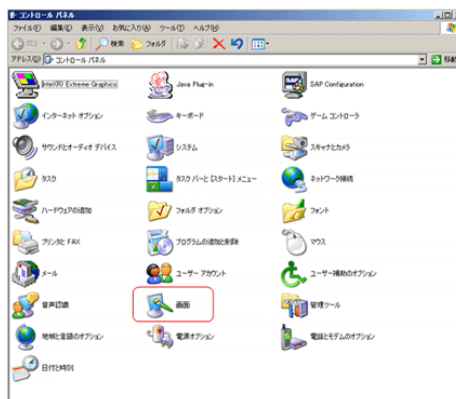 コントロール パネル
ファイル(F) 編集(E) 表示(V) お気に入り(A) ツール(T) ヘルプ(H)
戻る 検索 フォルダ
アドレス(D) コントロール パネル 移動
Intel(R) Extreme Graphics Java Plug-in SAP Configuration
インターネット オプション キーボード ゲーム コントローラ
サウンドとオーディオ デバイス システム スキャナとカメラ
タスク タスク バーと [スタート] メニュー ネットワーク接続
ハードウェアの追加 フォルダ オプション フォント
プリンタと FAX プログラムの追加と削除 マウス
メール ユーザー アカウント ユーザー補助のオプション
音声認識 画面 管理ツール
地域と言語のオプション 電源オプション 電話とモデムのオプション
日付と時刻